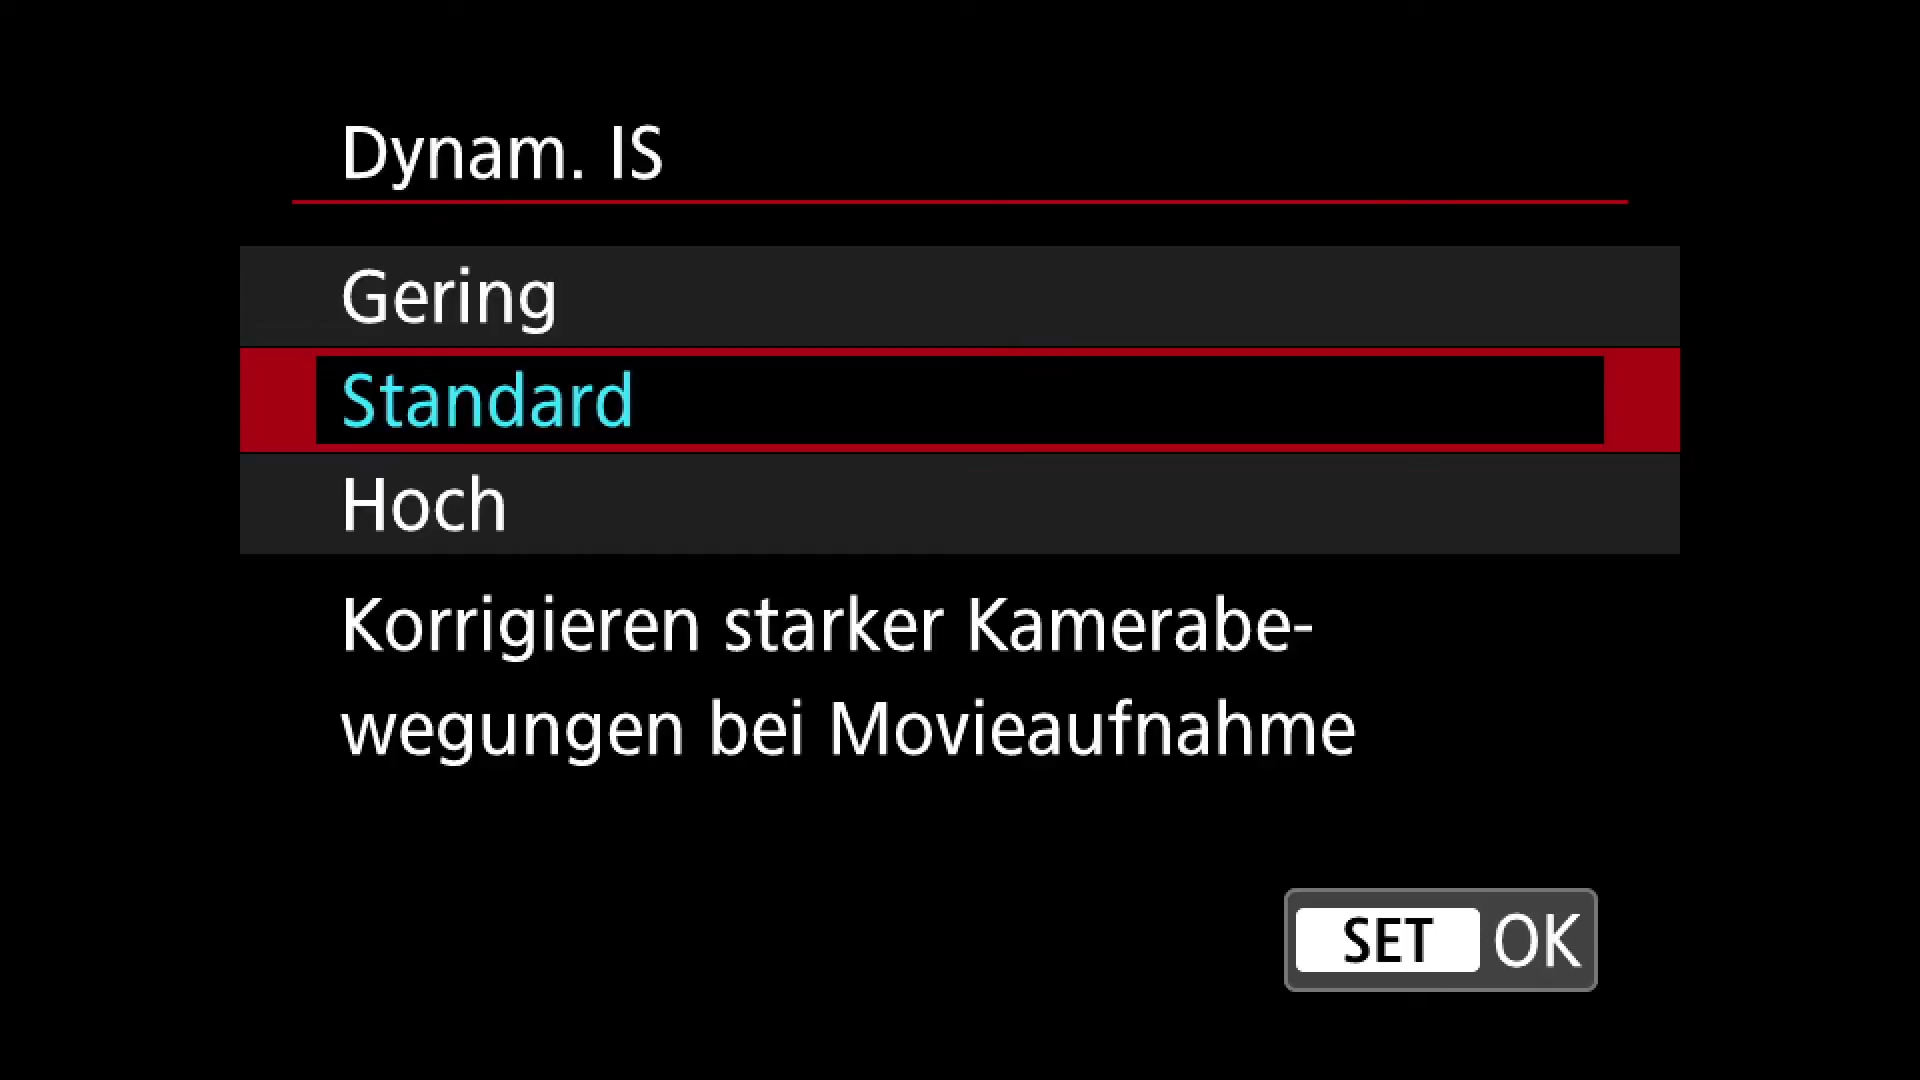 Dynam. IS
Gering
Standard
Hoch
Korrigieren starker Kamerabe-
wegungen bei Movieaufnahme
SET OK